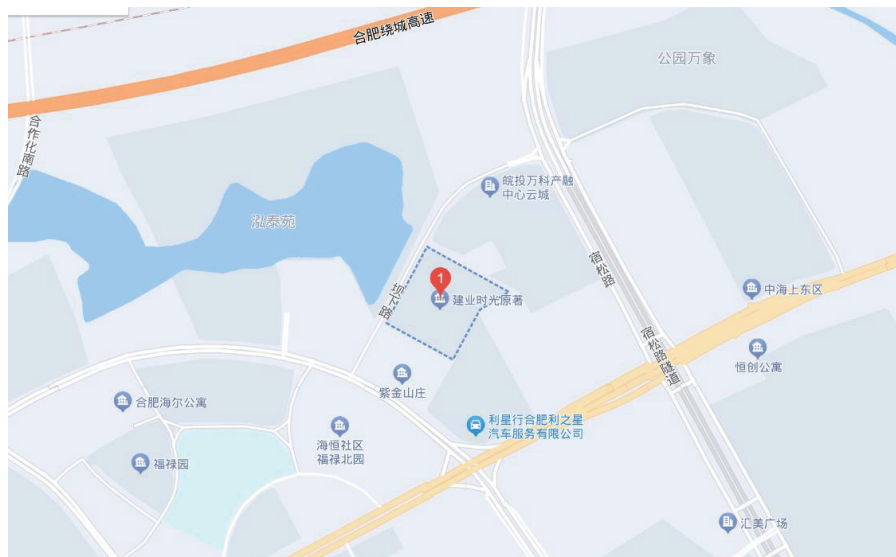 合肥绕城高速
公园万象
合作化南路
皖投万科产融
中心云城
泓泰苑
宿松路
1
建业时光原著
坝下路
中海上东区
宿松路隧道
恒创公寓
紫金山庄
合肥海尔公寓
利星行合肥利之星
汽车服务有限公司
海恒社区
福禄北园
福禄园
汇美广场